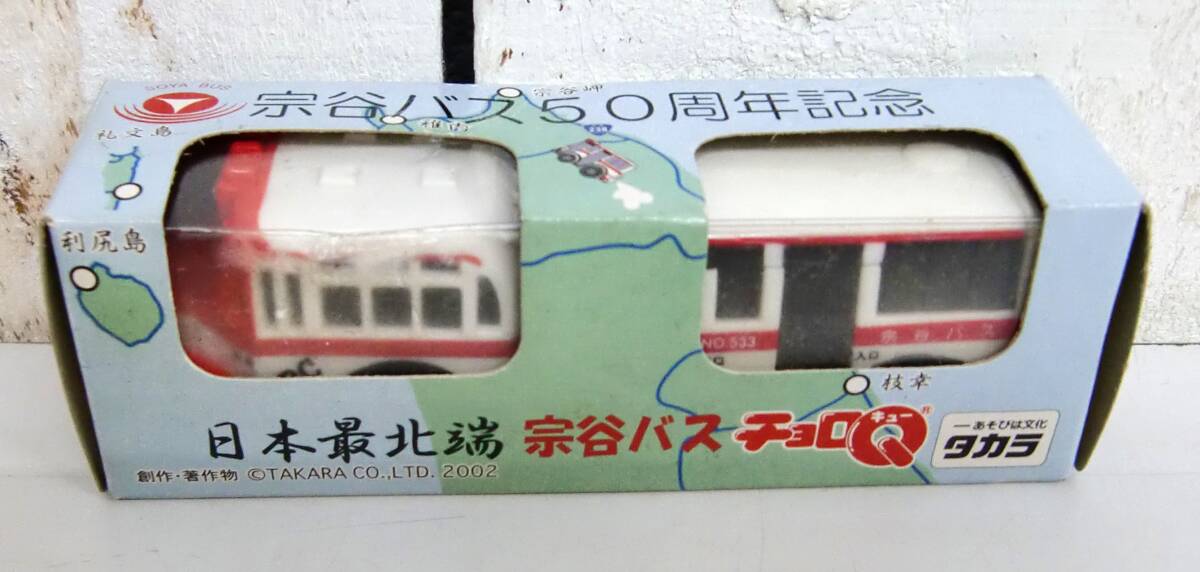 SOYA BUS
宗谷バス50周年記念
宗谷岬
稚内
238
礼文島
利尻島
NO.533
宗谷バス
入口
枝幸
日本最北端 宗谷バス チョロQ
キュー
®
―あそびは文化
タカラ
創作・著作物 ©TAKARA CO.,LTD. 2002